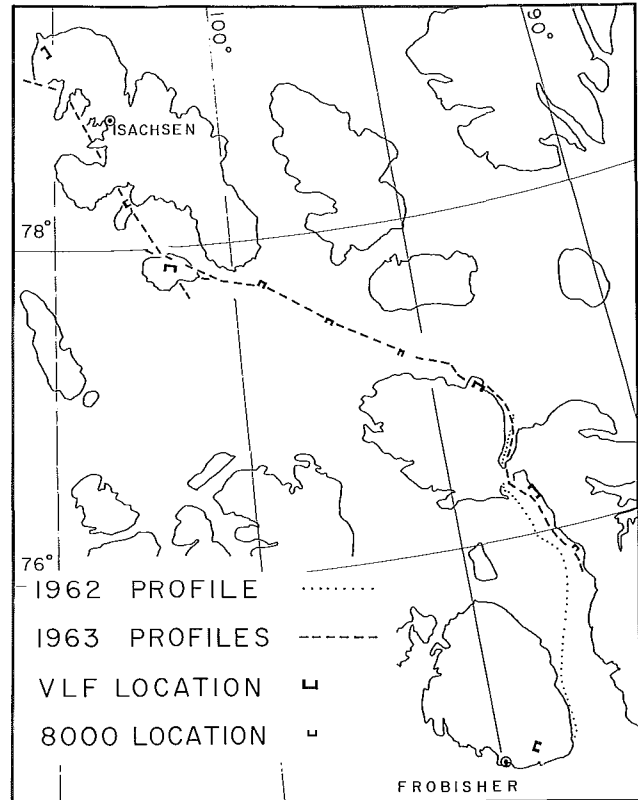 100°
90°
ISACHSEN
78°
76°
1962 PROFILE
1963 PROFILES
VLF LOCATION
8000 LOCATION
FROBISHER